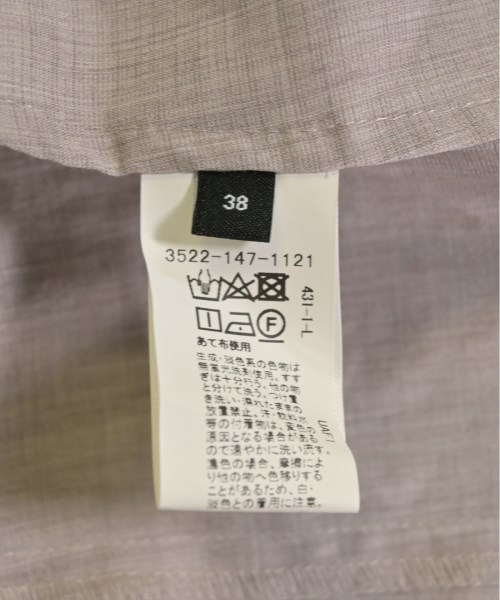 38
3522-147-1121
431-1-L
F
あて布使用
生成・淡色系の色物は
無蛍光洗剤使用。すす
ぎは十分行う。他の物
と分けて洗う。つけ置
き洗い・濡れたままの
放置禁止。汗・飲料水
等の付着物は、変色の
原因となる場合がある
ので速やかに洗い流す。
濃色の場合、摩擦によ
り他の物へ色移りする
ことがあるため、白・
淡色との着用に注意。